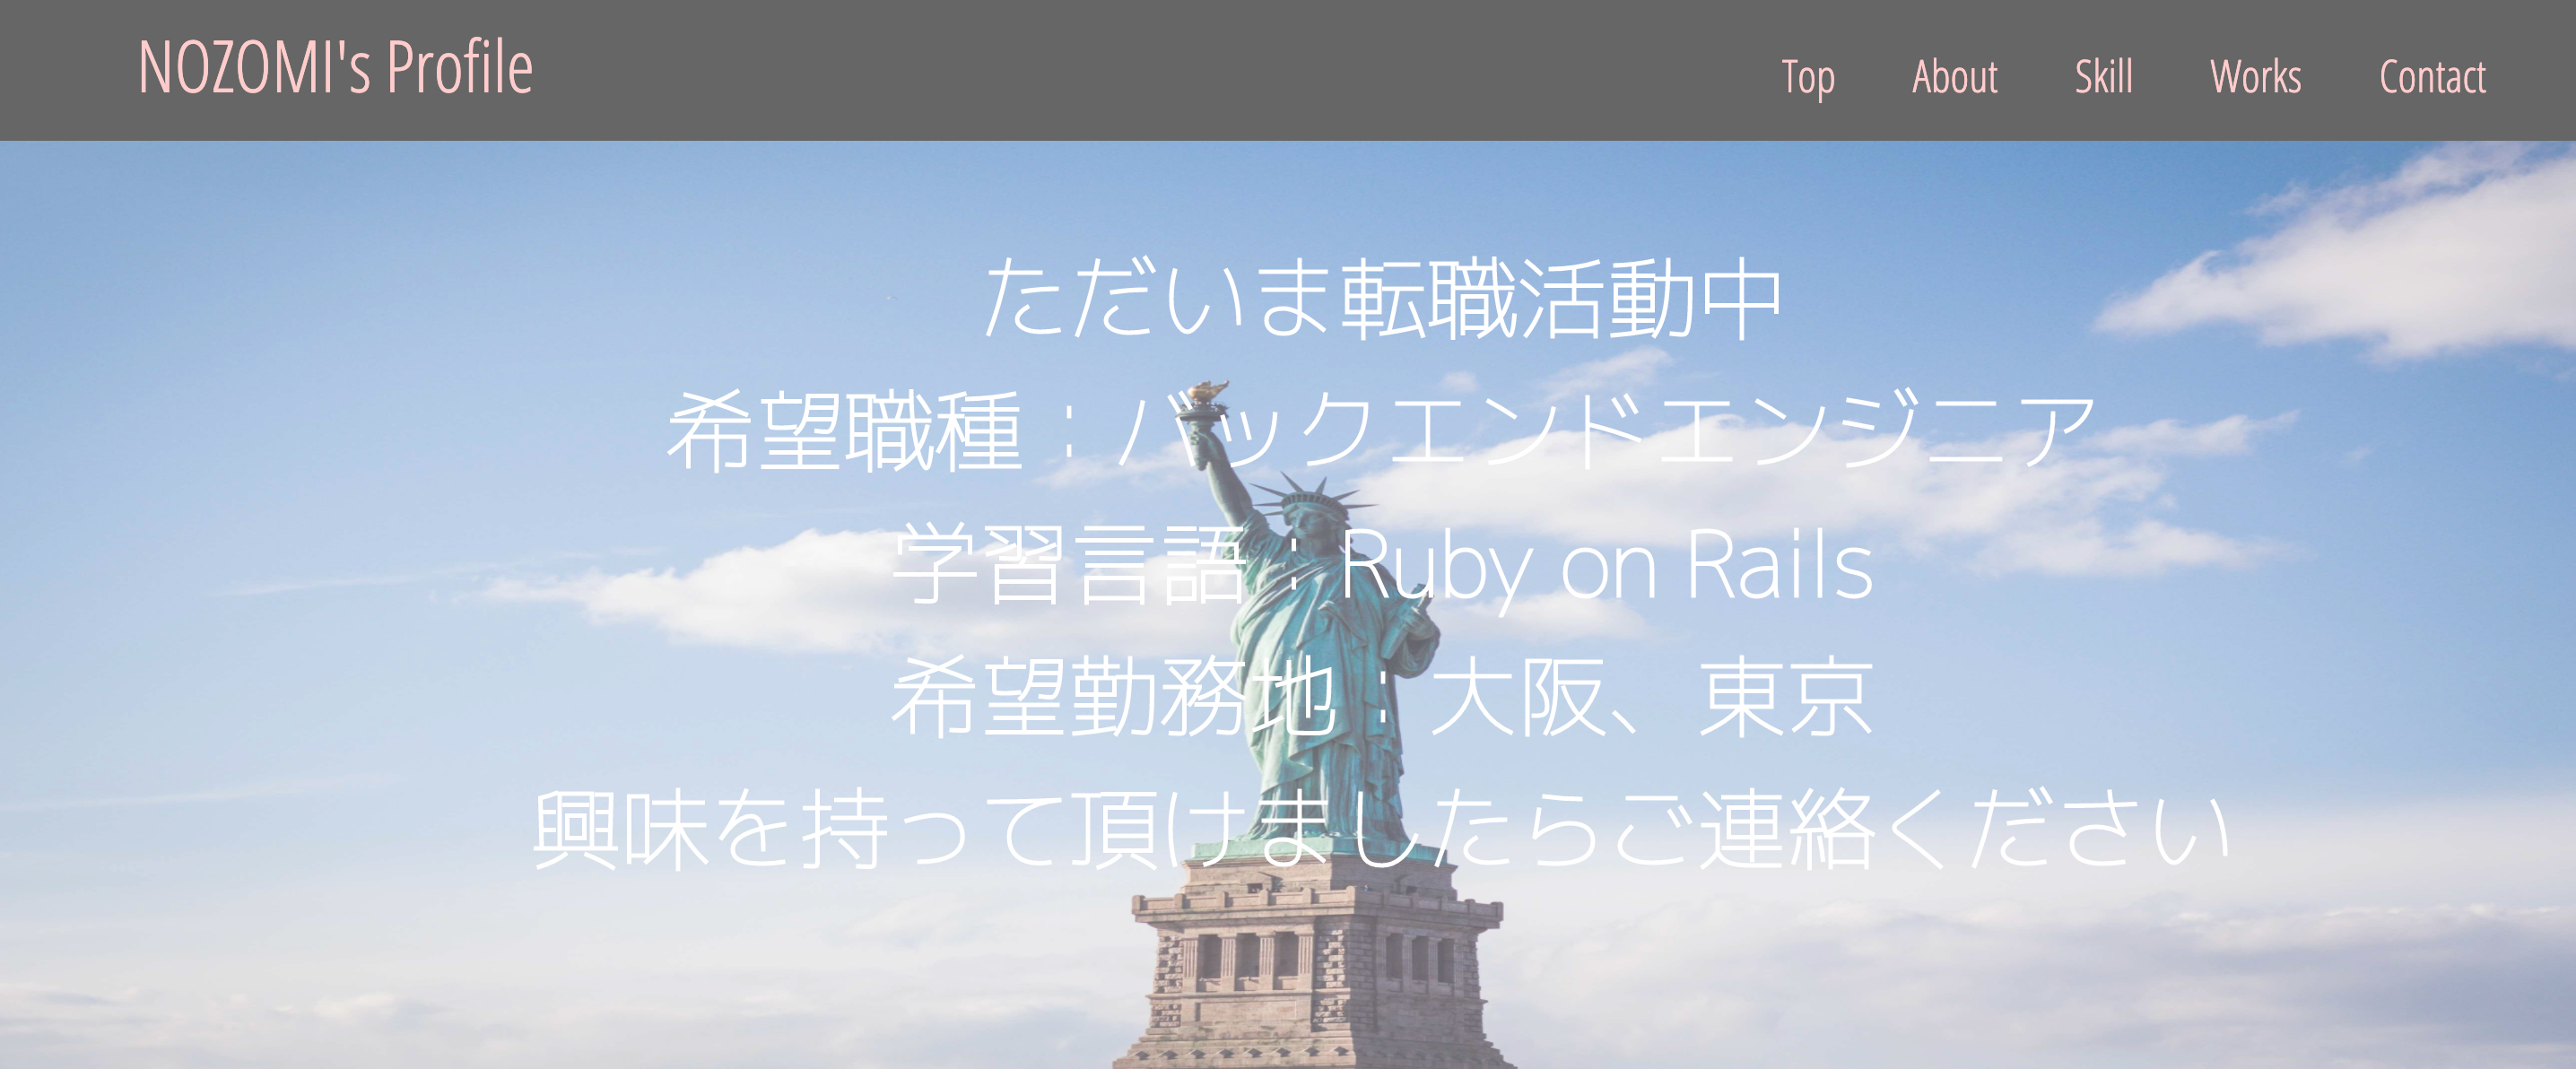 NOZOMI's Profile
Top About Skill Works Contact
ただいま転職活動中
希望職種：バックエンドエンジニア
学習言語：Ruby on Rails
希望勤務地：大阪、東京
興味を持って頂けましたらご連絡ください